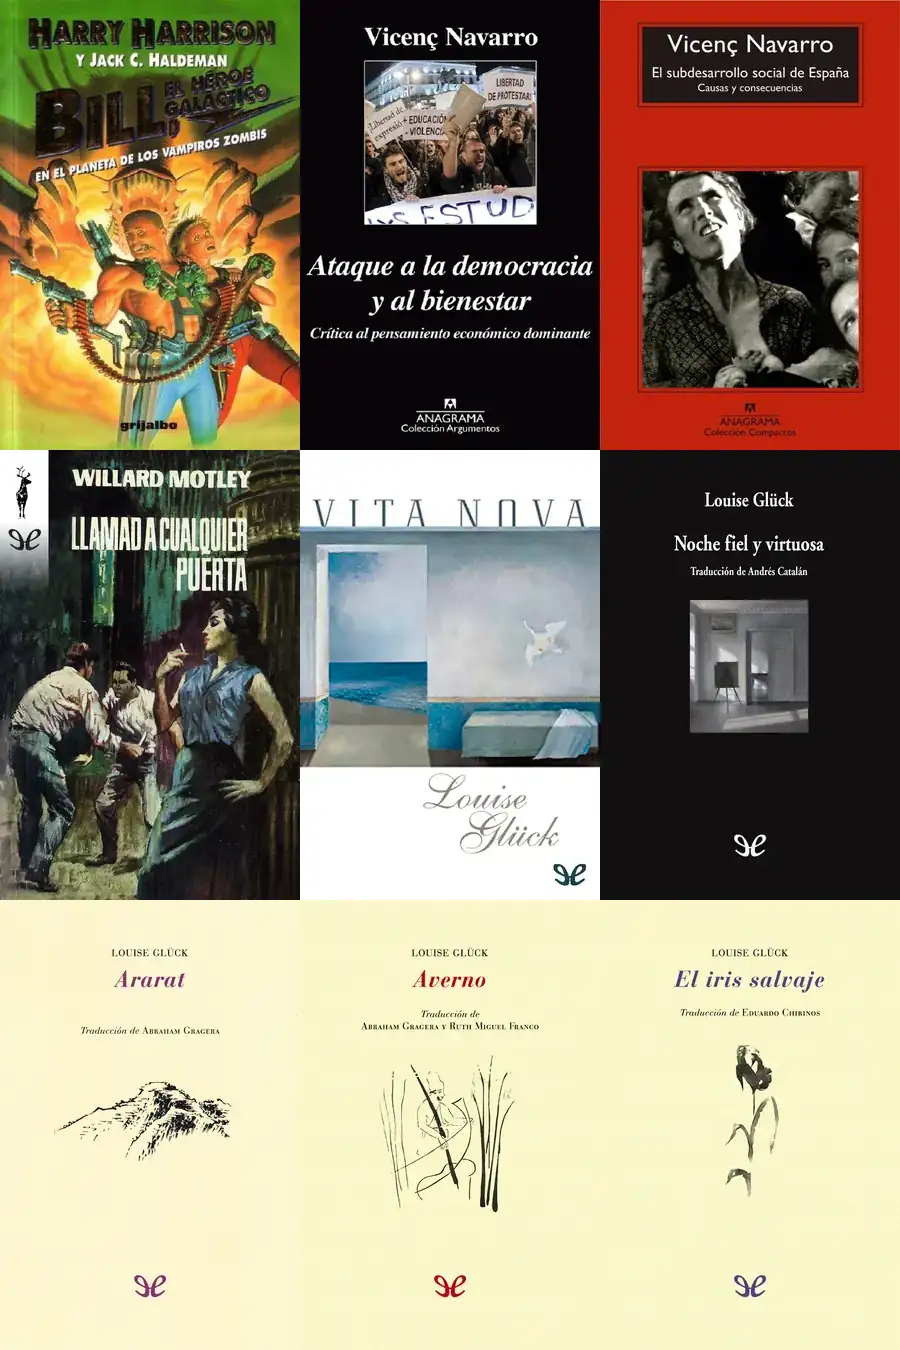 HARRY HARRISON
Y JACK C. HALDEMAN
BILL
EL HÉROE
GALÁCTICO
EN EL PLANETA DE LOS VAMPIROS ZOMBIS
grijalbo
Vicenç Navarro
LIBERTAD
DE PROTESTAR!
¡Libertad de
expresión
+ EDUCACIÓN
- VIOLENCIA
ESTUD
Ataque a la democracia
y al bienestar
Crítica al pensamiento económico dominante
ANAGRAMA
Colección Argumentos
Vicenç Navarro
El subdesarrollo social de España
Causas y consecuencias
ANAGRAMA
Colección Compactos
WILLARD MOTLEY
LLAMAD A CUALQUIER
PUERTA
VITA NOVA
Louise
Glück
Louise Glück
Noche fiel y virtuosa
Traducción de Andrés Catalán
LOUISE GLÜCK
Ararat
Traducción de ABRAHAM GRAGERA
LOUISE GLÜCK
Averno
Traducción de
ABRAHAM GRAGERA Y RUTH MIGUEL FRANCO
LOUISE GLÜCK
El iris salvaje
Traducción de EDUARDO CHIRINOS